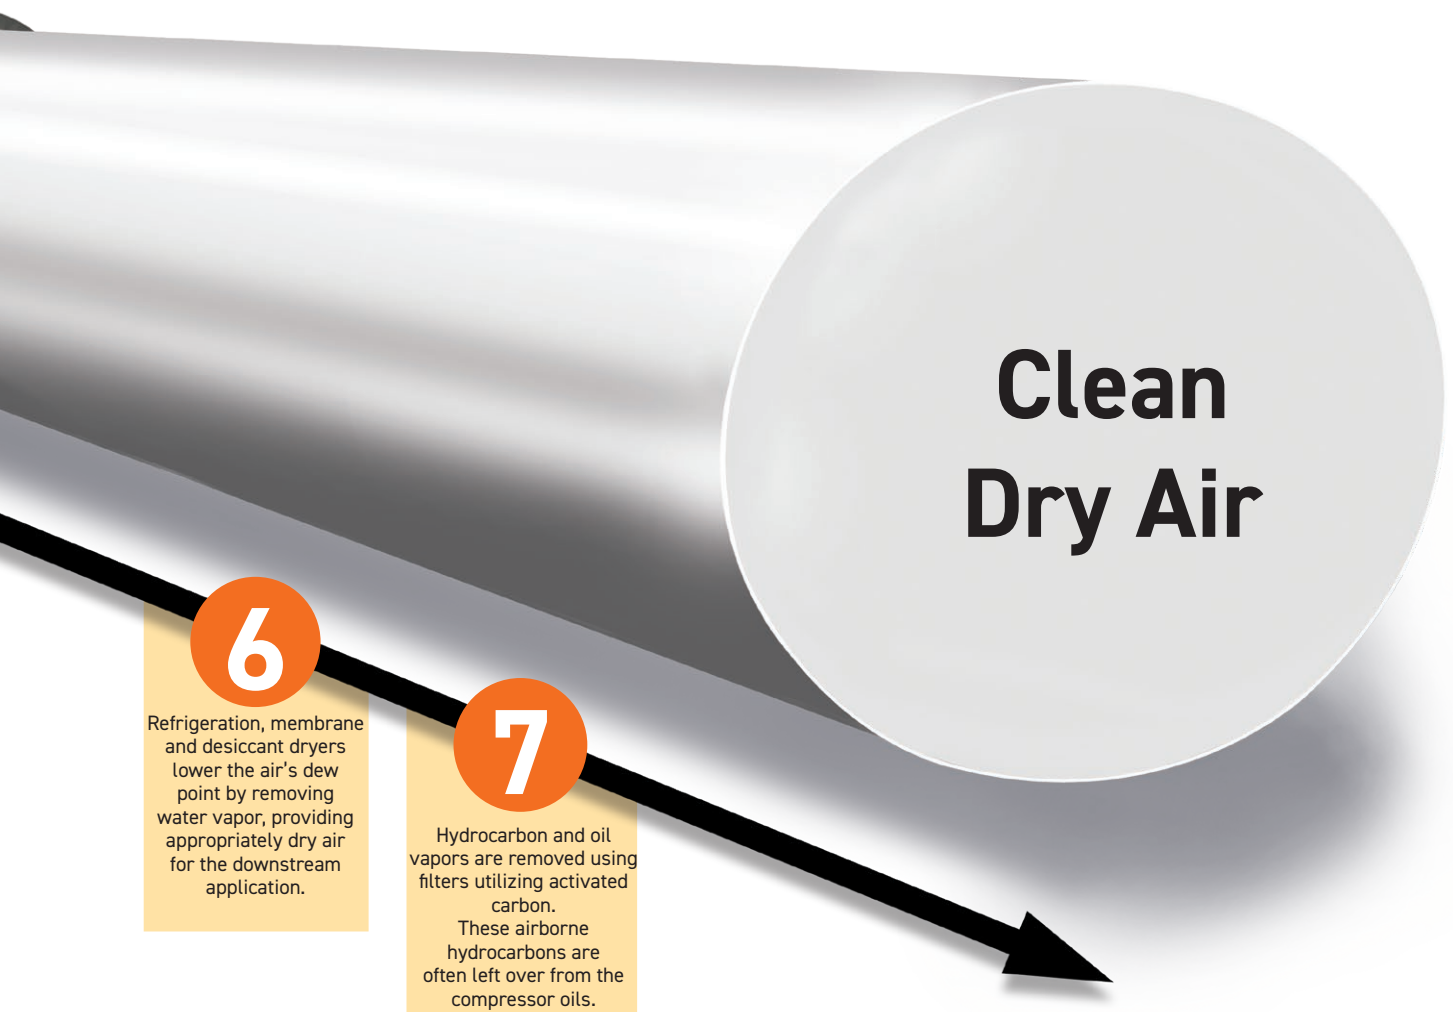 Clean
Dry Air
6
Refrigeration, membrane
and desiccant dryers
lower the air's dew
point by removing
water vapor, providing
appropriately dry air
for the downstream
application.
7
Hydrocarbon and oil
vapors are removed using
filters utilizing activated
carbon.
These airborne
hydrocarbons are
often left over from the
compressor oils.